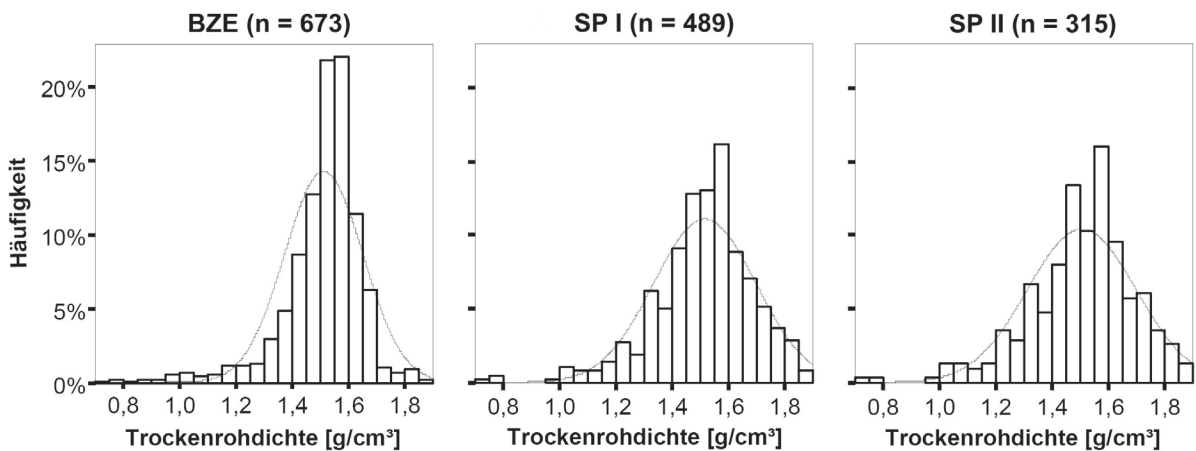 BZE (n = 673)
SP I (n = 489)
SP II (n = 315)
Häufigkeit
20%
15%
10%
5%
0%
0,8 1,0 1,2 1,4 1,6 1,8
0,8 1,0 1,2 1,4 1,6 1,8
0,8 1,0 1,2 1,4 1,6 1,8
Trockenrohdichte [g/cm³]
Trockenrohdichte [g/cm³]
Trockenrohdichte [g/cm³]